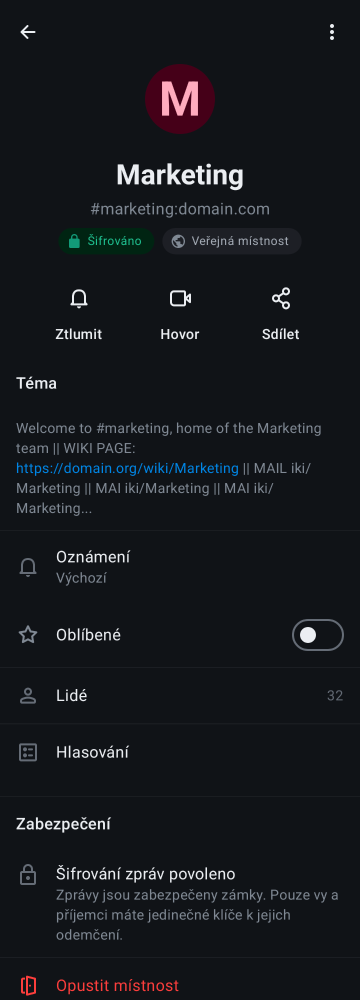 M
Marketing
#marketing:domain.com
Šifrováno
Veřejná místnost
Ztlumit
Hovor
Sdílet
Téma
Welcome to #marketing, home of the Marketing
team || WIKI PAGE:
https://domain.org/wiki/Marketing || MAIL iki/
Marketing || MAI iki/Marketing || MAI iki/
Marketing...
Oznámení
Výchozí
Oblíbené
Lidé 32
Hlasování
Zabezpečení
Šifrování zpráv povoleno
Zprávy jsou zabezpečeny zámky. Pouze vy a
příjemci máte jedinečné klíče k jejich
odemčení.
Opustit místnost